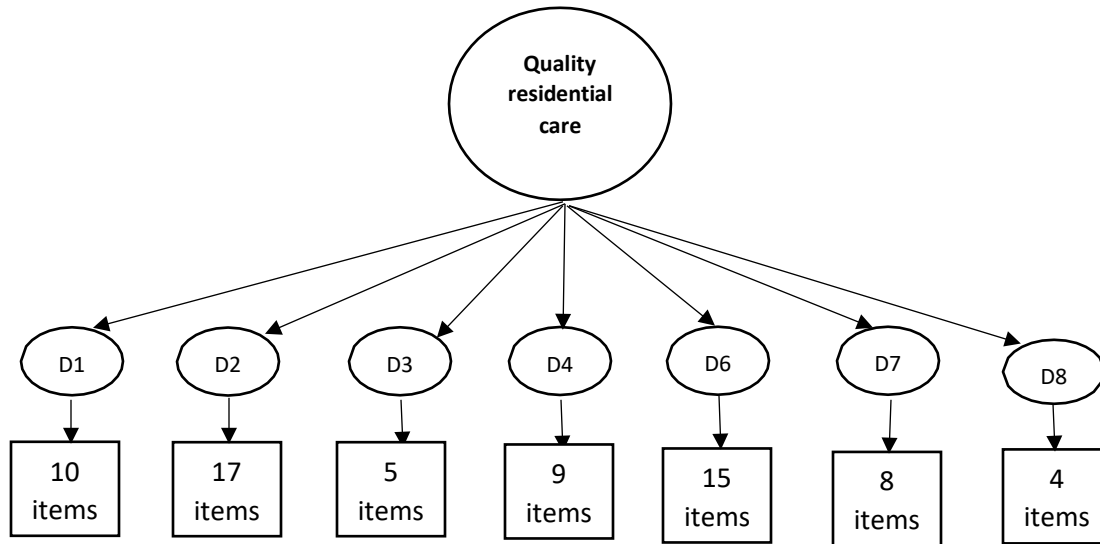 Quality
residential
care
D1
D2
D3
D4
D6
D7
D8
10
items
17
items
5
items
9
items
15
items
8
items
4
items